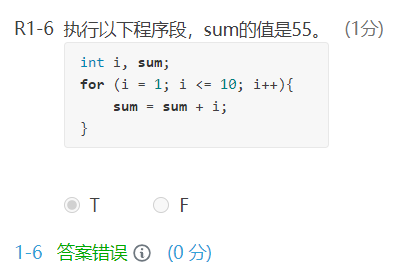 R1-6 执行以下程序段，sum的值是55。 (1分)
int i, sum;
for (i = 1; i <= 10; i++){
    sum = sum + i;
}
T F
1-6 答案错误 (0 分)